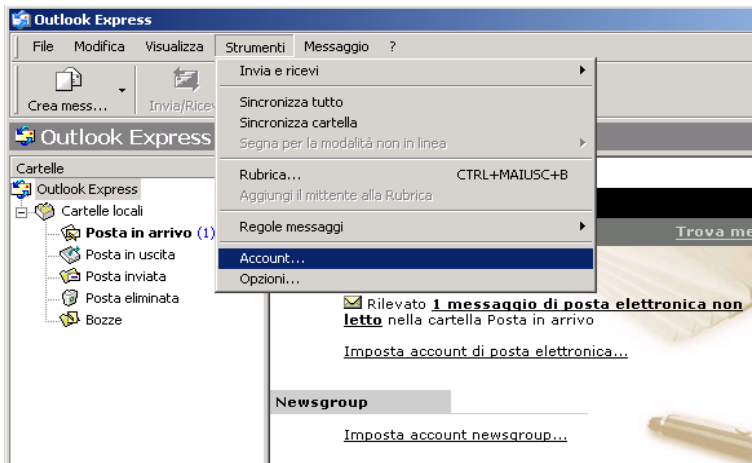 Outlook Express
File Modifica Visualizza Strumenti Messaggio ?
Crea mess... Invia/Rice
Outlook Express
Cartelle
Outlook Express
Cartelle locali
Posta in arrivo (1)
Posta in uscita
Posta inviata
Posta eliminata
Bozze
Invia e ricevi
Sincronizza tutto
Sincronizza cartella
Segna per la modalità non in linea
Rubrica... CTRL+MAIUSC+B
Aggiungi il mittente alla Rubrica
Regole messaggi
Account...
Opzioni...
Trova me
Rilevato 1 messaggio di posta elettronica non
letto nella cartella Posta in arrivo
Imposta account di posta elettronica...
Newsgroup
Imposta account newsgroup...